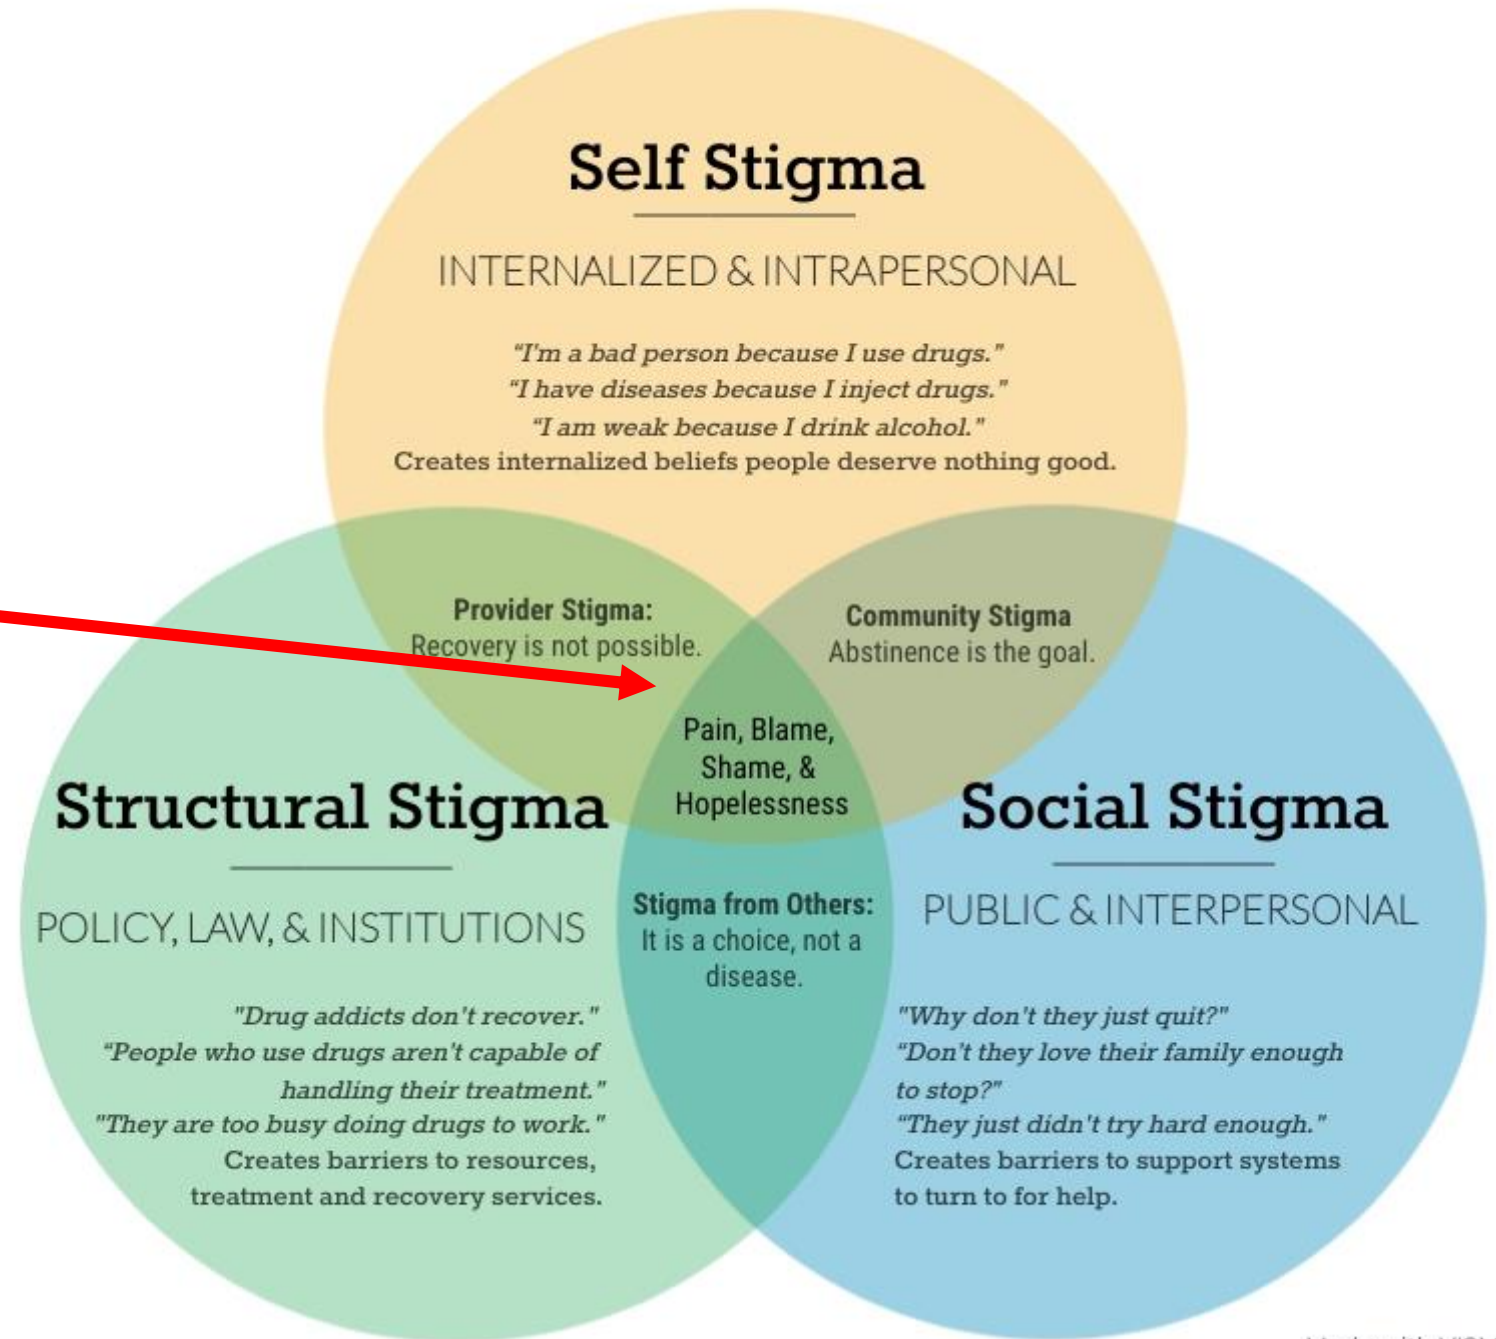 Self Stigma
INTERNALIZED & INTRAPERSONAL
"I'm a bad person because I use drugs."
"I have diseases because I inject drugs."
"I am weak because I drink alcohol."
Creates internalized beliefs people deserve nothing good.
Provider Stigma:
Recovery is not possible.
Community Stigma
Abstinence is the goal.
Pain, Blame,
Shame, &
Hopelessness
Structural Stigma
POLICY, LAW, & INSTITUTIONS
"Drug addicts don't recover."
"People who use drugs aren't capable of
handling their treatment."
"They are too busy doing drugs to work."
Creates barriers to resources,
treatment and recovery services.
Stigma from Others:
It is a choice, not a
disease.
Social Stigma
PUBLIC & INTERPERSONAL
"Why don't they just quit?"
"Don't they love their family enough
to stop?"
"They just didn't try hard enough."
Creates barriers to support systems
to turn to for help.